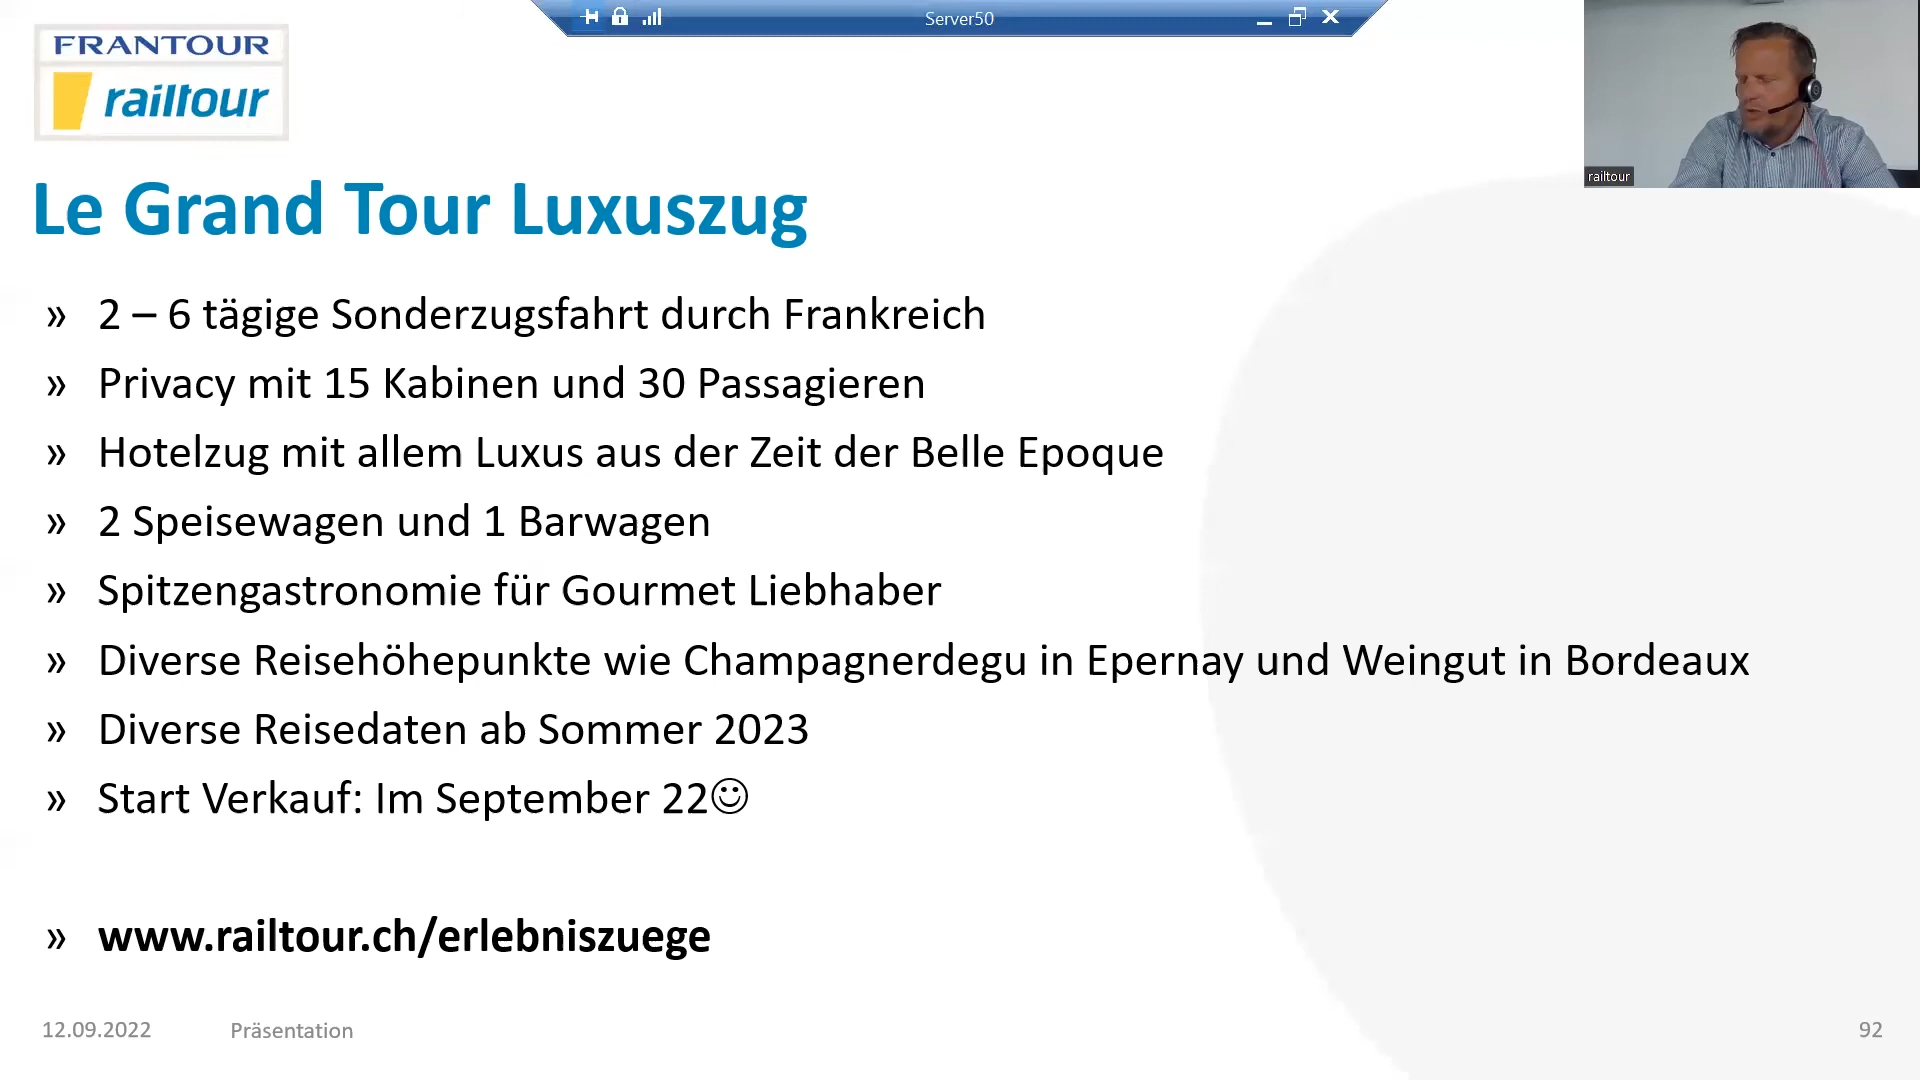 Server50
FRANTOUR
railtour
railtour
Le Grand Tour Luxuszug
» 2 – 6 tägige Sonderzugsfahrt durch Frankreich
» Privacy mit 15 Kabinen und 30 Passagieren
» Hotelzug mit allem Luxus aus der Zeit der Belle Epoque
» 2 Speisewagen und 1 Barwagen
» Spitzengastronomie für Gourmet Liebhaber
» Diverse Reisehöhepunkte wie Champagnerdegu in Epernay und Weingut in Bordeaux
» Diverse Reisedaten ab Sommer 2023
» Start Verkauf: Im September 22☺
» www.railtour.ch/erlebniszuege
12.09.2022 Präsentation 92